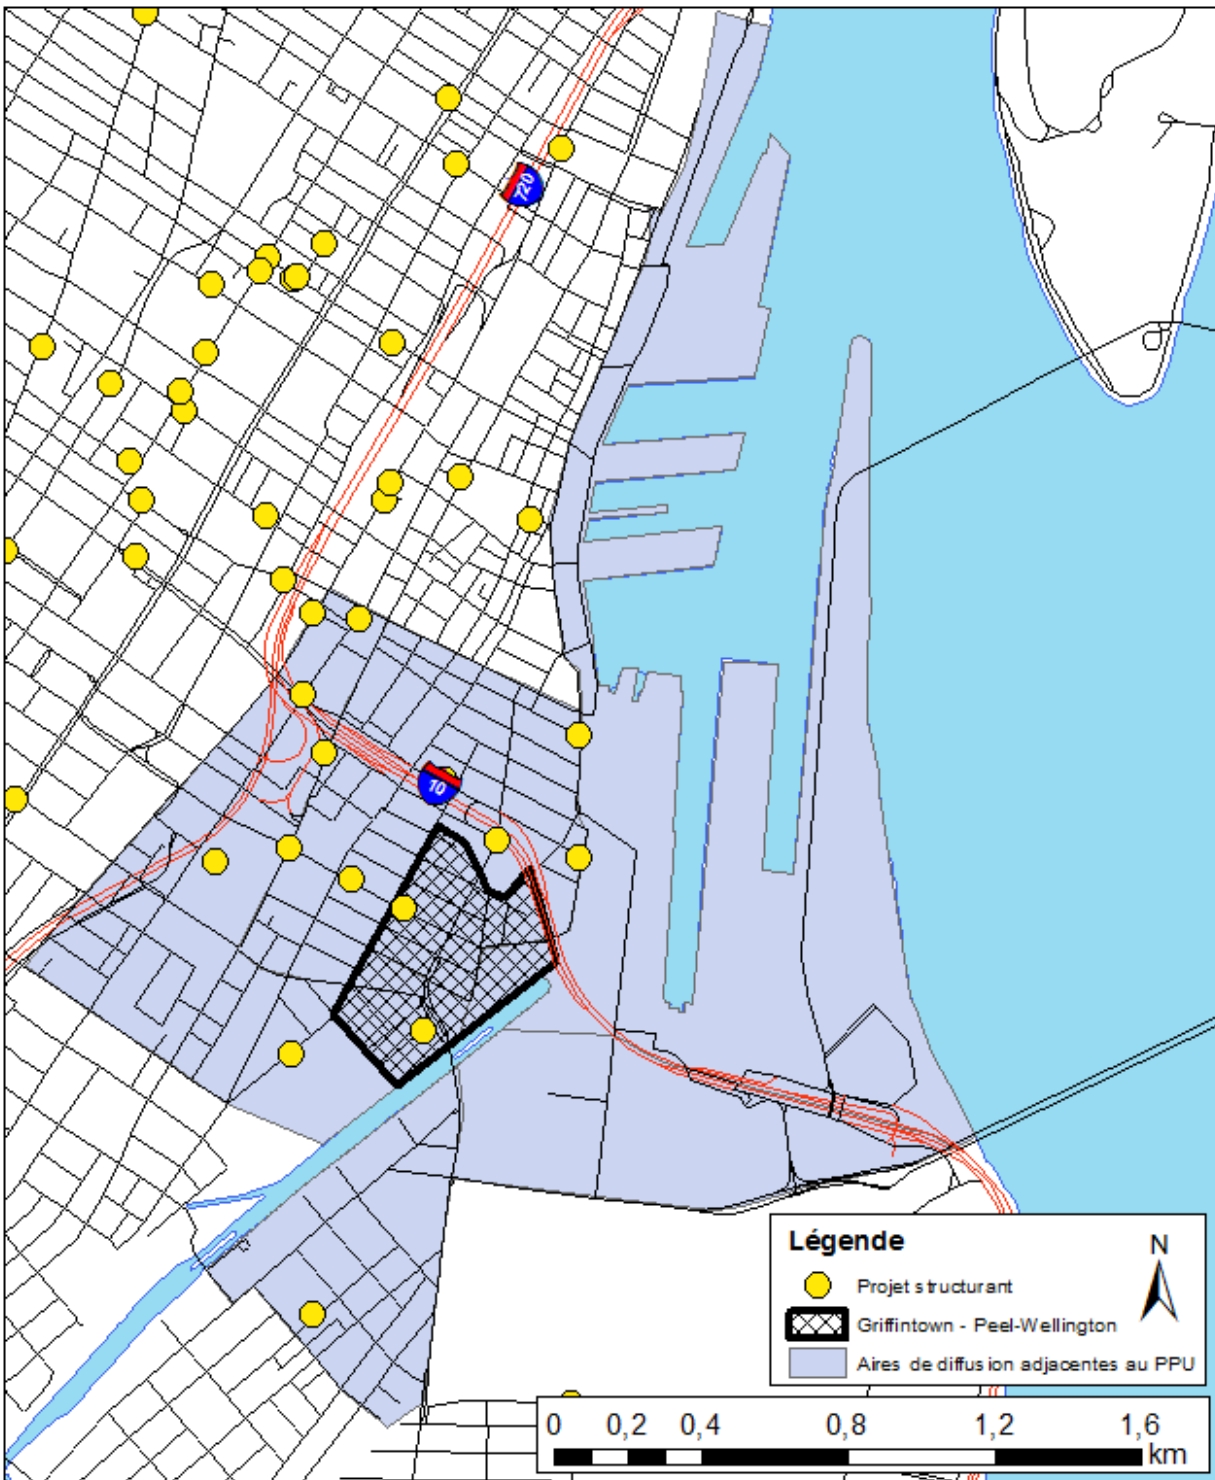 720
10
Légende
N
Projet structurant
Griffintown - Peel-Wellington
Aires de diffusion adjacentes au PPU
0 0,2 0,4 0,8 1,2 1,6
km